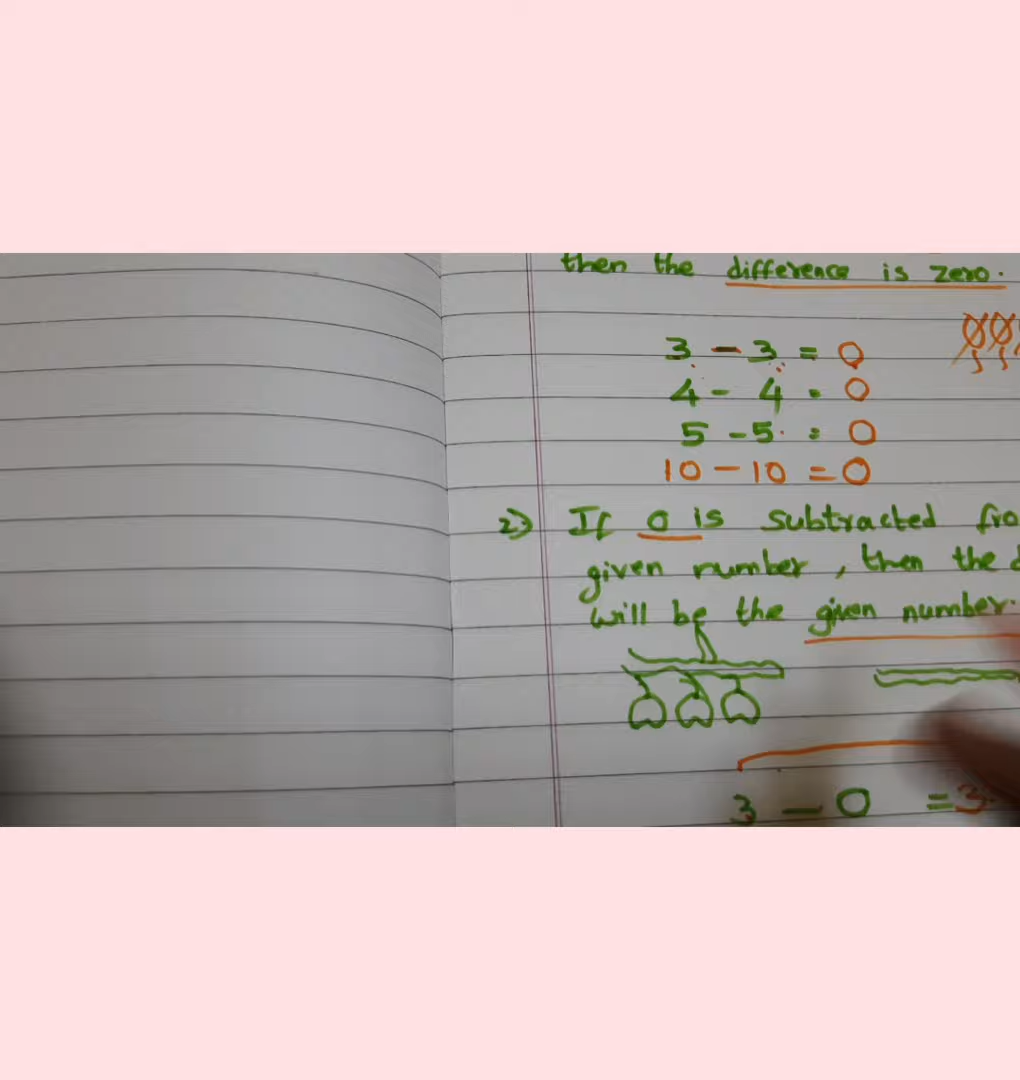 then the difference is zero.
3 - 3 = 0
4 - 4 = 0
5 - 5 = 0
10 - 10 = 0
2) If 0 is subtracted
given number, then the
will be the given number.
3 - 0 = 3